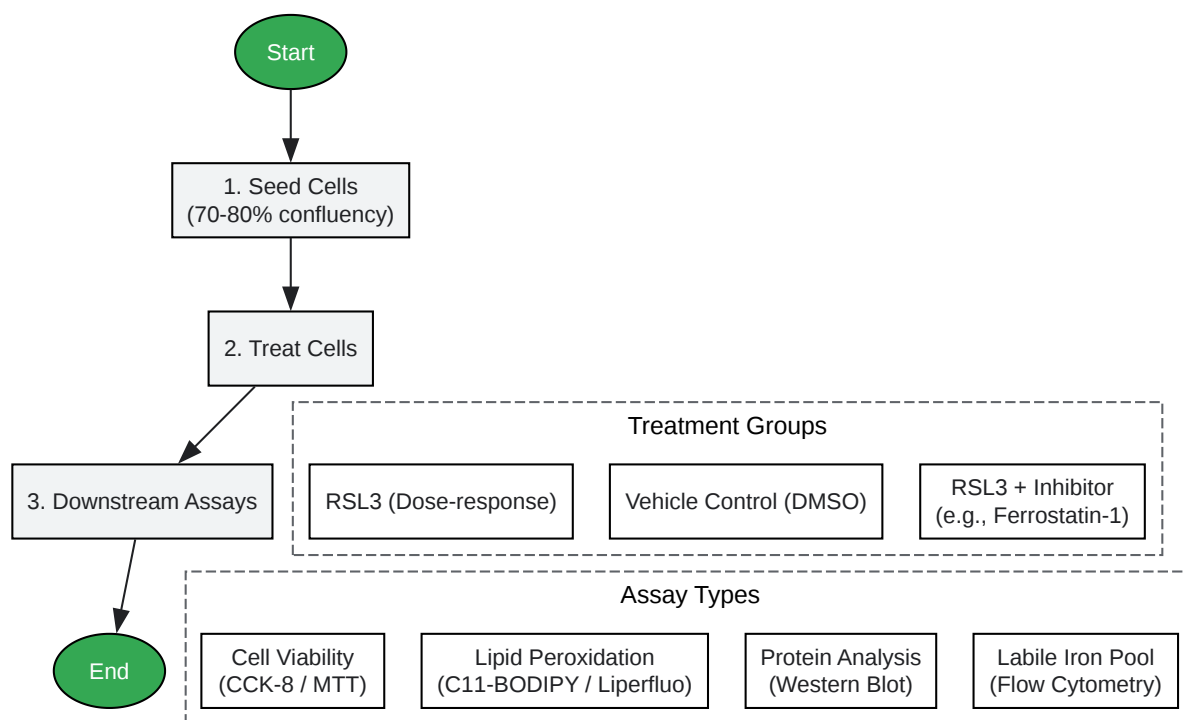 Start
1. Seed Cells
(70-80% confluency)
2. Treat Cells
Treatment Groups
3. Downstream Assays
RSL3 (Dose-response)
Vehicle Control (DMSO)
RSL3 + Inhibitor
(e.g., Ferrostatin-1)
Assay Types
End
Cell Viability
(CCK-8 / MTT)
Lipid Peroxidation
(C11-BODIPY / Liperfluo)
Protein Analysis
(Western Blot)
Labile Iron Pool
(Flow Cytometry)